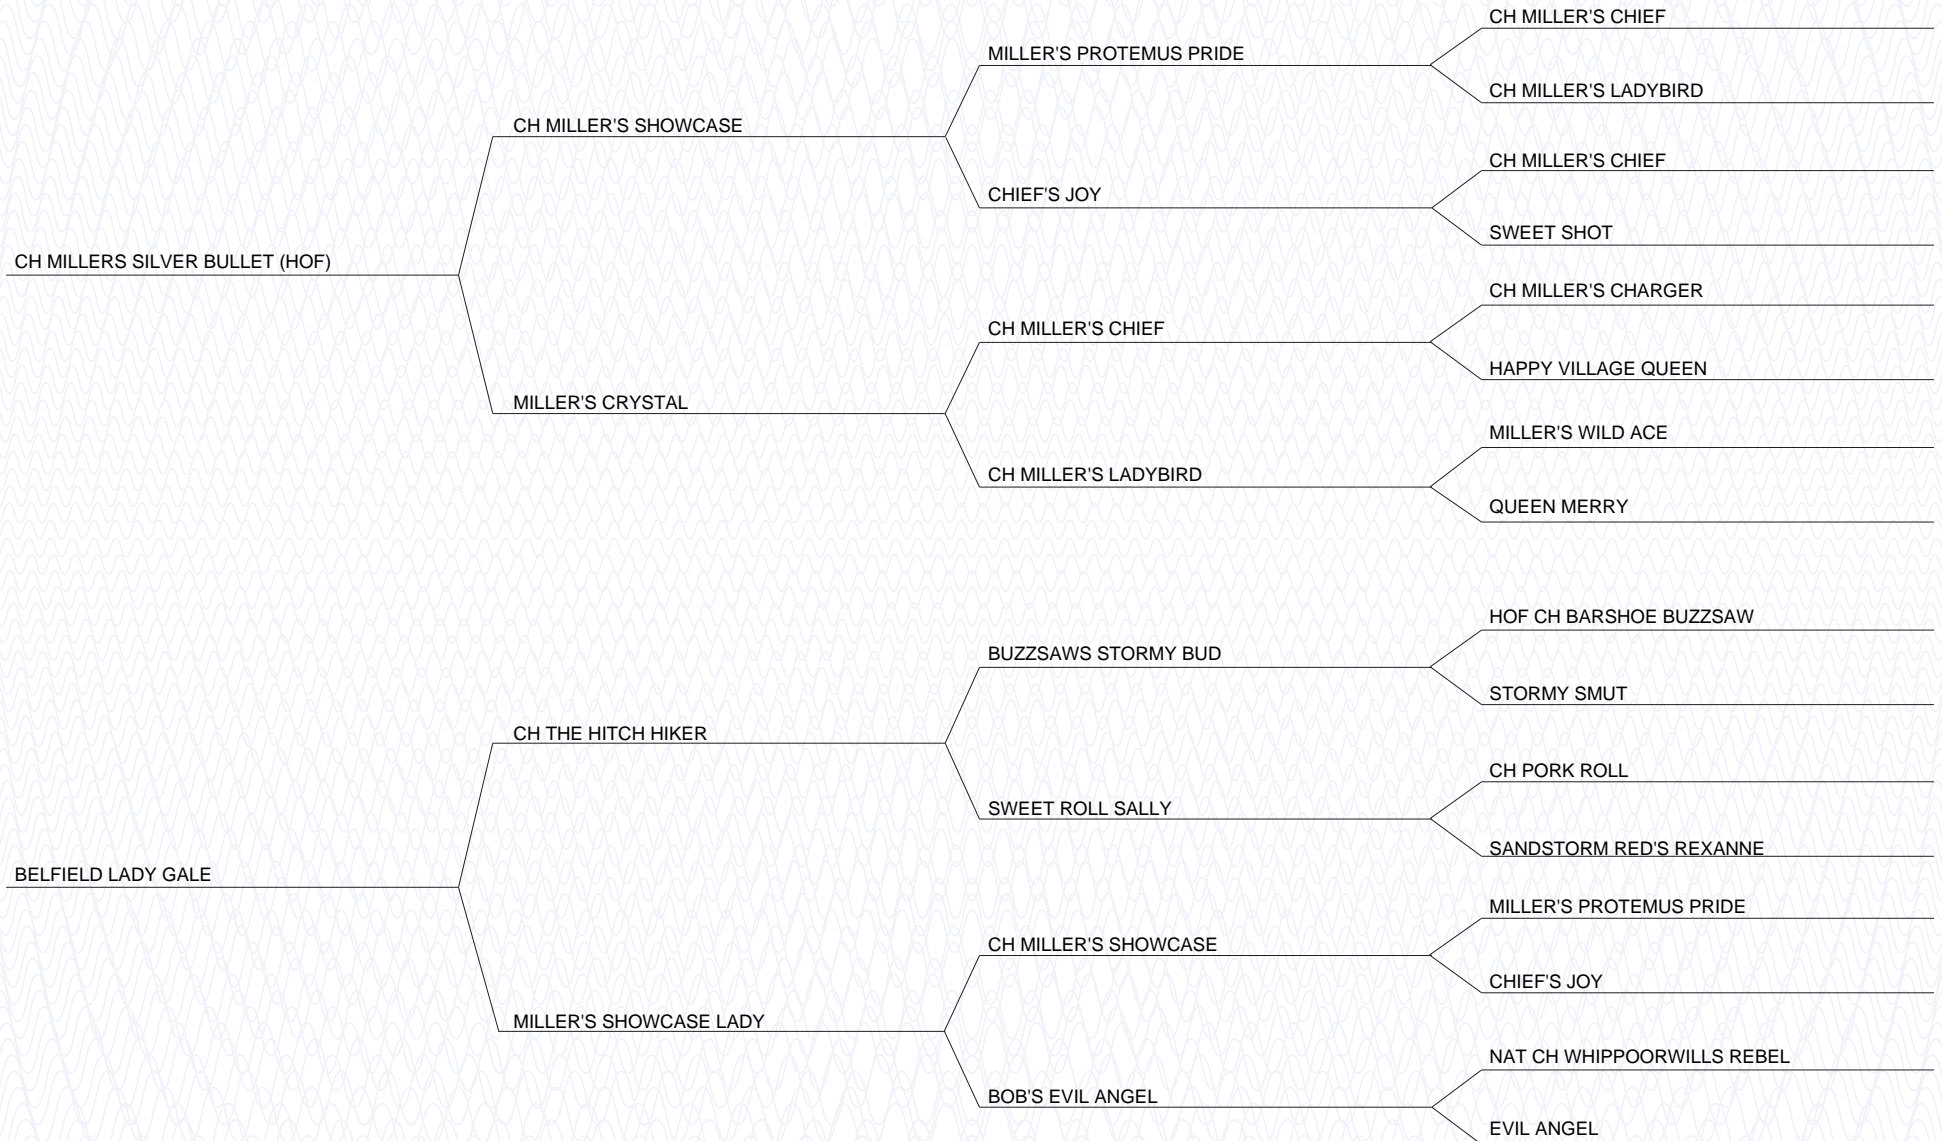 CH MILLER'S CHIEF
MILLER'S PROTEMUS PRIDE
CH MILLER'S LADYBIRD
CH MILLER'S SHOWCASE
CH MILLER'S CHIEF
CHIEF'S JOY
SWEET SHOT
CH MILLERS SILVER BULLET (HOF)
CH MILLER'S CHARGER
CH MILLER'S CHIEF
HAPPY VILLAGE QUEEN
MILLER'S CRYSTAL
MILLER'S WILD ACE
CH MILLER'S LADYBIRD
QUEEN MERRY
HOF CH BARSHOE BUZZSAW
BUZZSAWS STORMY BUD
STORMY SMUT
CH THE HITCH HIKER
CH PORK ROLL
SWEET ROLL SALLY
SANDSTORM RED'S REXANNE
BELFIELD LADY GALE
MILLER'S PROTEMUS PRIDE
CH MILLER'S SHOWCASE
CHIEF'S JOY
MILLER'S SHOWCASE LADY
NAT CH WHIPPOORWILLS REBEL
BOB'S EVIL ANGEL
EVIL ANGEL